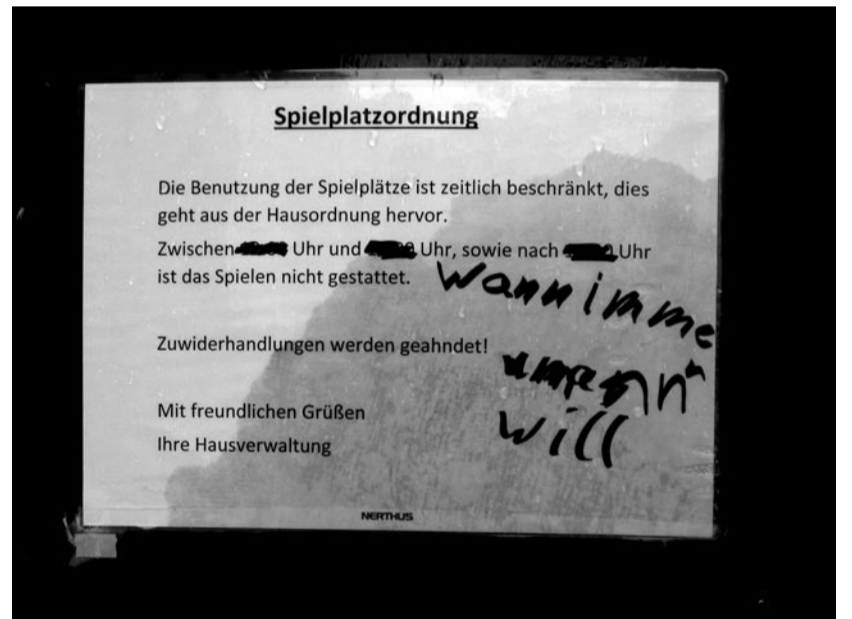 Spielplatzordnung
Die Benutzung der Spielplätze ist zeitlich beschränkt, dies
geht aus der Hausordnung hervor.
Zwischen Uhr und Uhr, sowie nach Uhr
ist das Spielen nicht gestattet.
Wann imme
will
Zuwiderhandlungen werden geahndet!
Mit freundlichen Grüßen
Ihre Hausverwaltung
NERTHUS